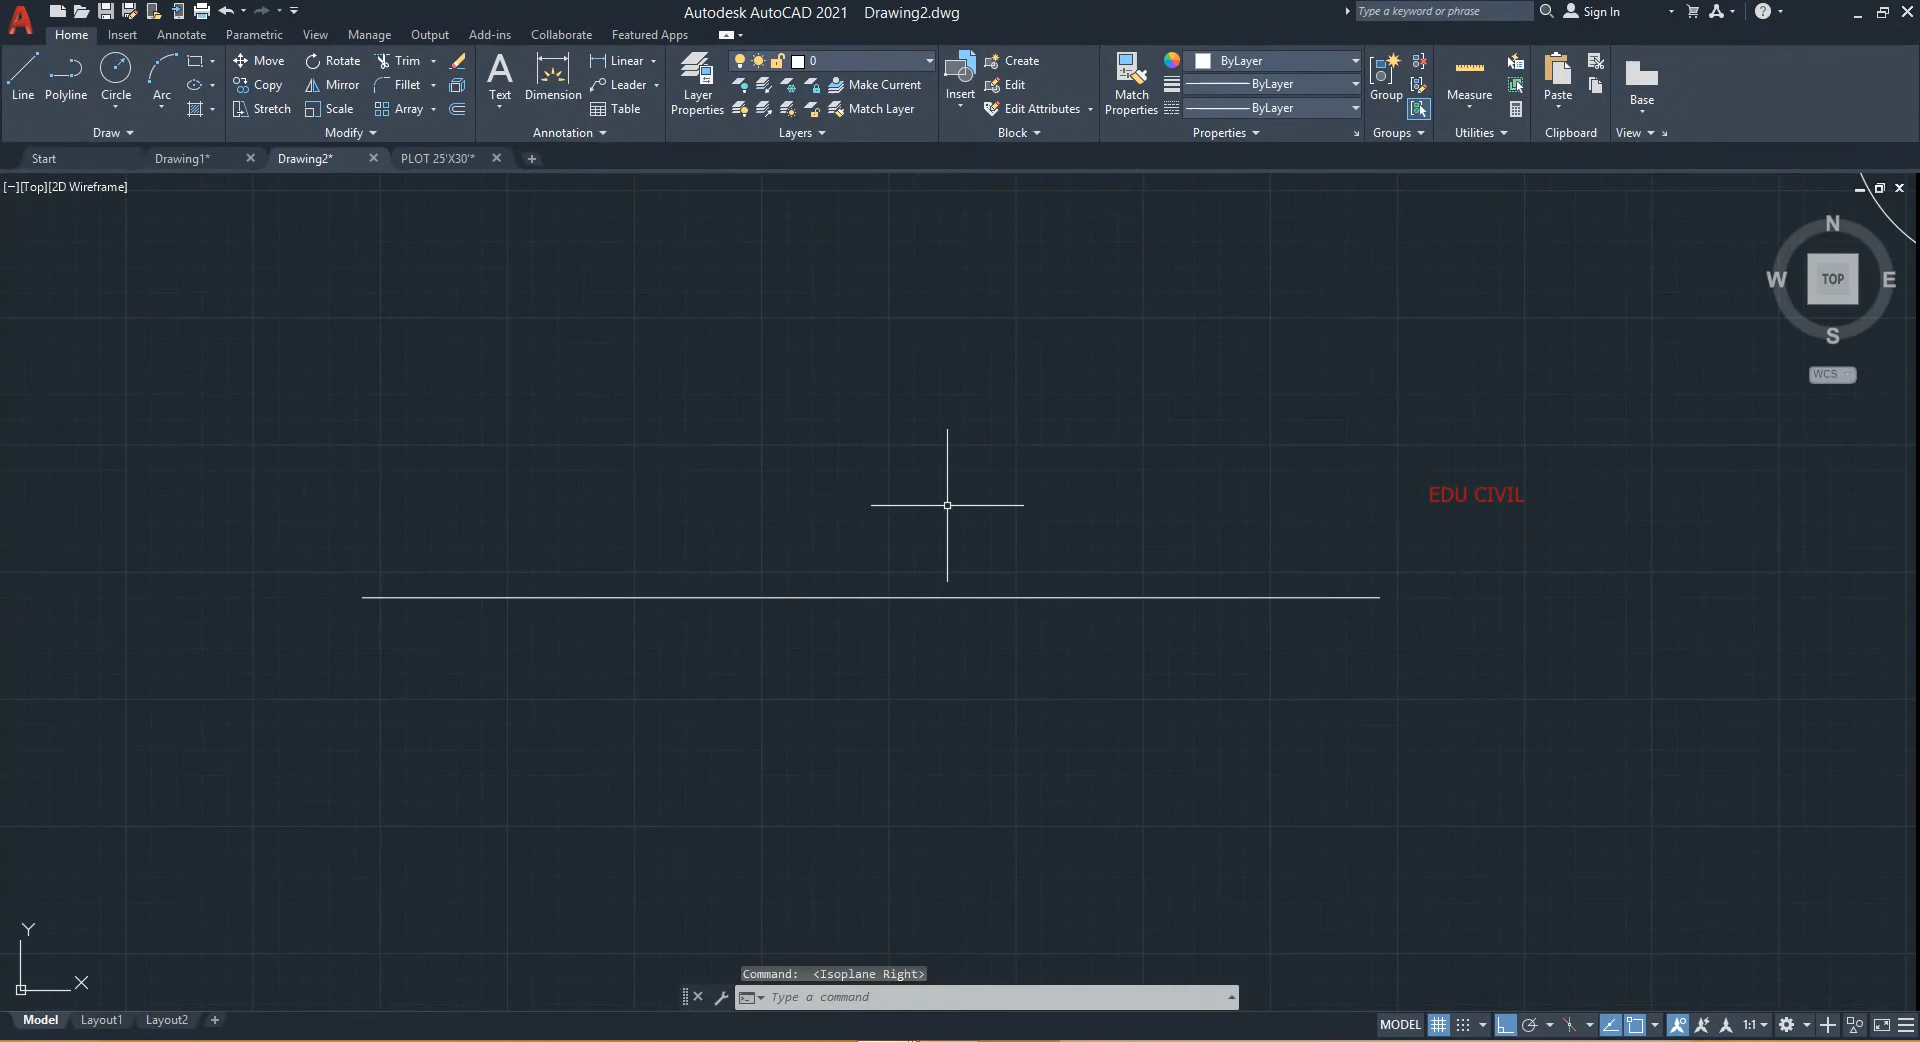 Autodesk AutoCAD 2021 Drawing2.dwg
Type a keyword or phrase
Sign In
Home Insert Annotate Parametric View Manage Output Add-ins Collaborate Featured Apps
Line
Polyline
Circle
Arc
Draw
Move Rotate Trim
Copy Mirror Fillet
Stretch Scale Array
Modify
Text
Dimension
Linear
Leader
Table
Annotation
Layer
Properties
0
Make Current
Match Layer
Layers
Insert
Create
Edit
Edit Attributes
Block
Match
Properties
ByLayer
ByLayer
ByLayer
Properties
Group
Groups
Measure
Utilities
Paste
Clipboard
Base
View
Start Drawing1* Drawing2* PLOT 25'X30'*
[−][Top][2D Wireframe]
N
W TOP E
S
WCS
EDU CIVIL
Y
X
Command: <Isoplane Right>
Type a command
Model Layout1 Layout2
MODEL 1:1